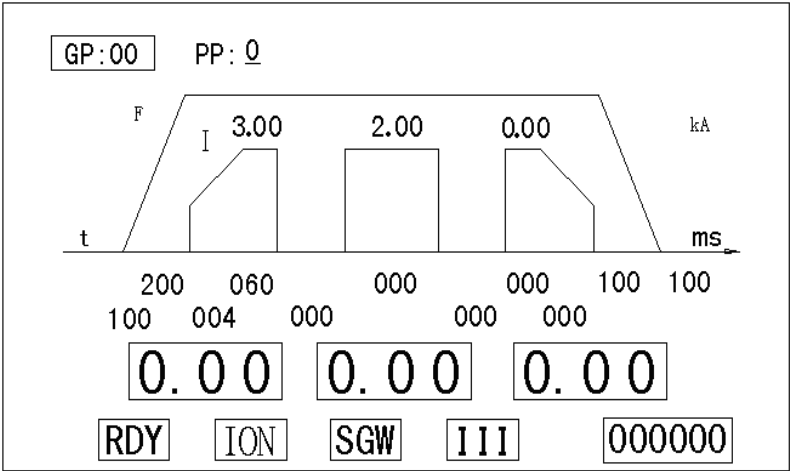 GP:00 PP:0
F I 3.00 2.00 0.00 kA
t ms
200 060 000 000 100 100
100 004 000 000 000
0.00 0.00 0.00
RDY ION SGW III 000000